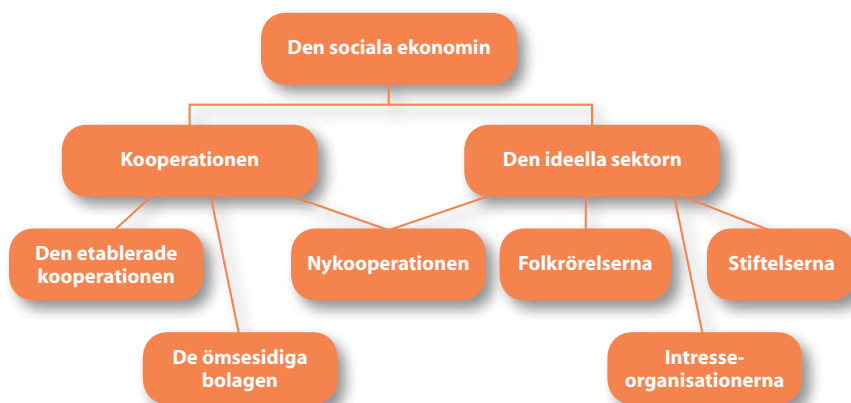 Den sociala ekonomin
Kooperationen
Den ideella sektorn
Den etablerade
kooperationen
Nykooperationen
Folkrörelserna
Stiftelserna
De ömsesidiga
bolagen
Intresse-
organisationerna